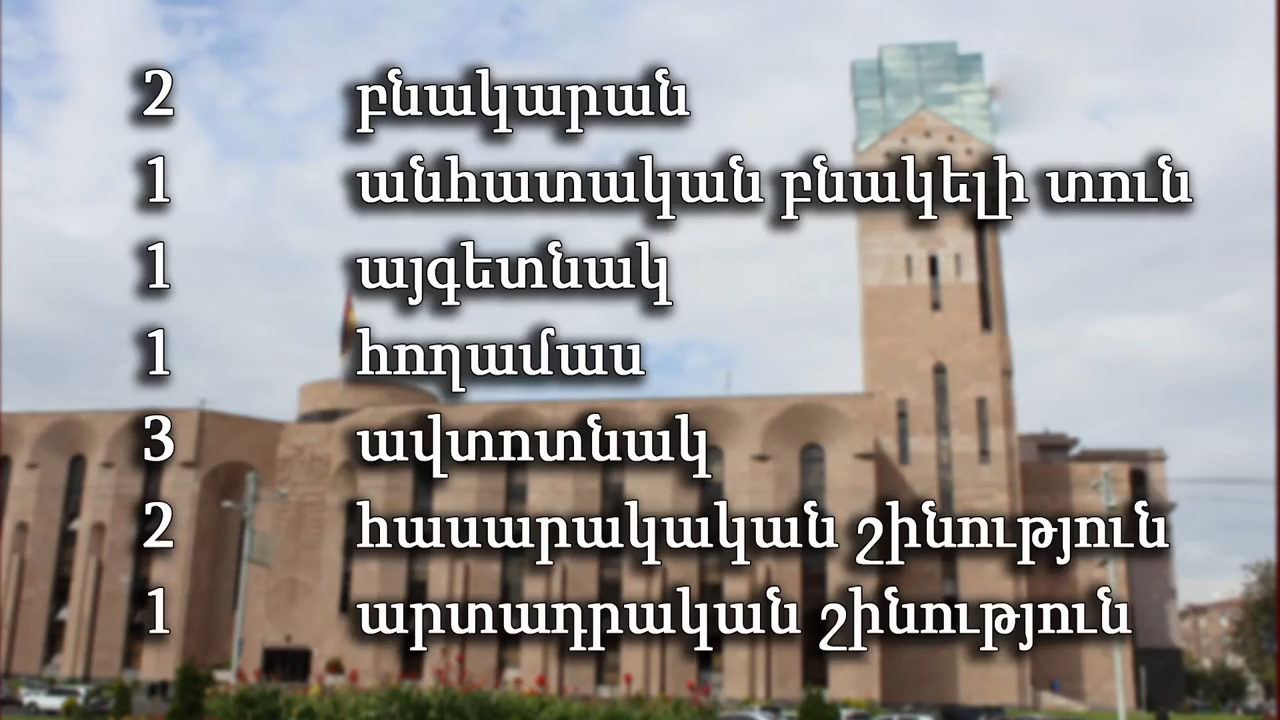 2 բնակարան
1 անհատական բնակելի տուն
1 այգետնակ
1 հողամաս
3 ավտոտնակ
2 հասարակական շինություն
1 արտադրական շինություն